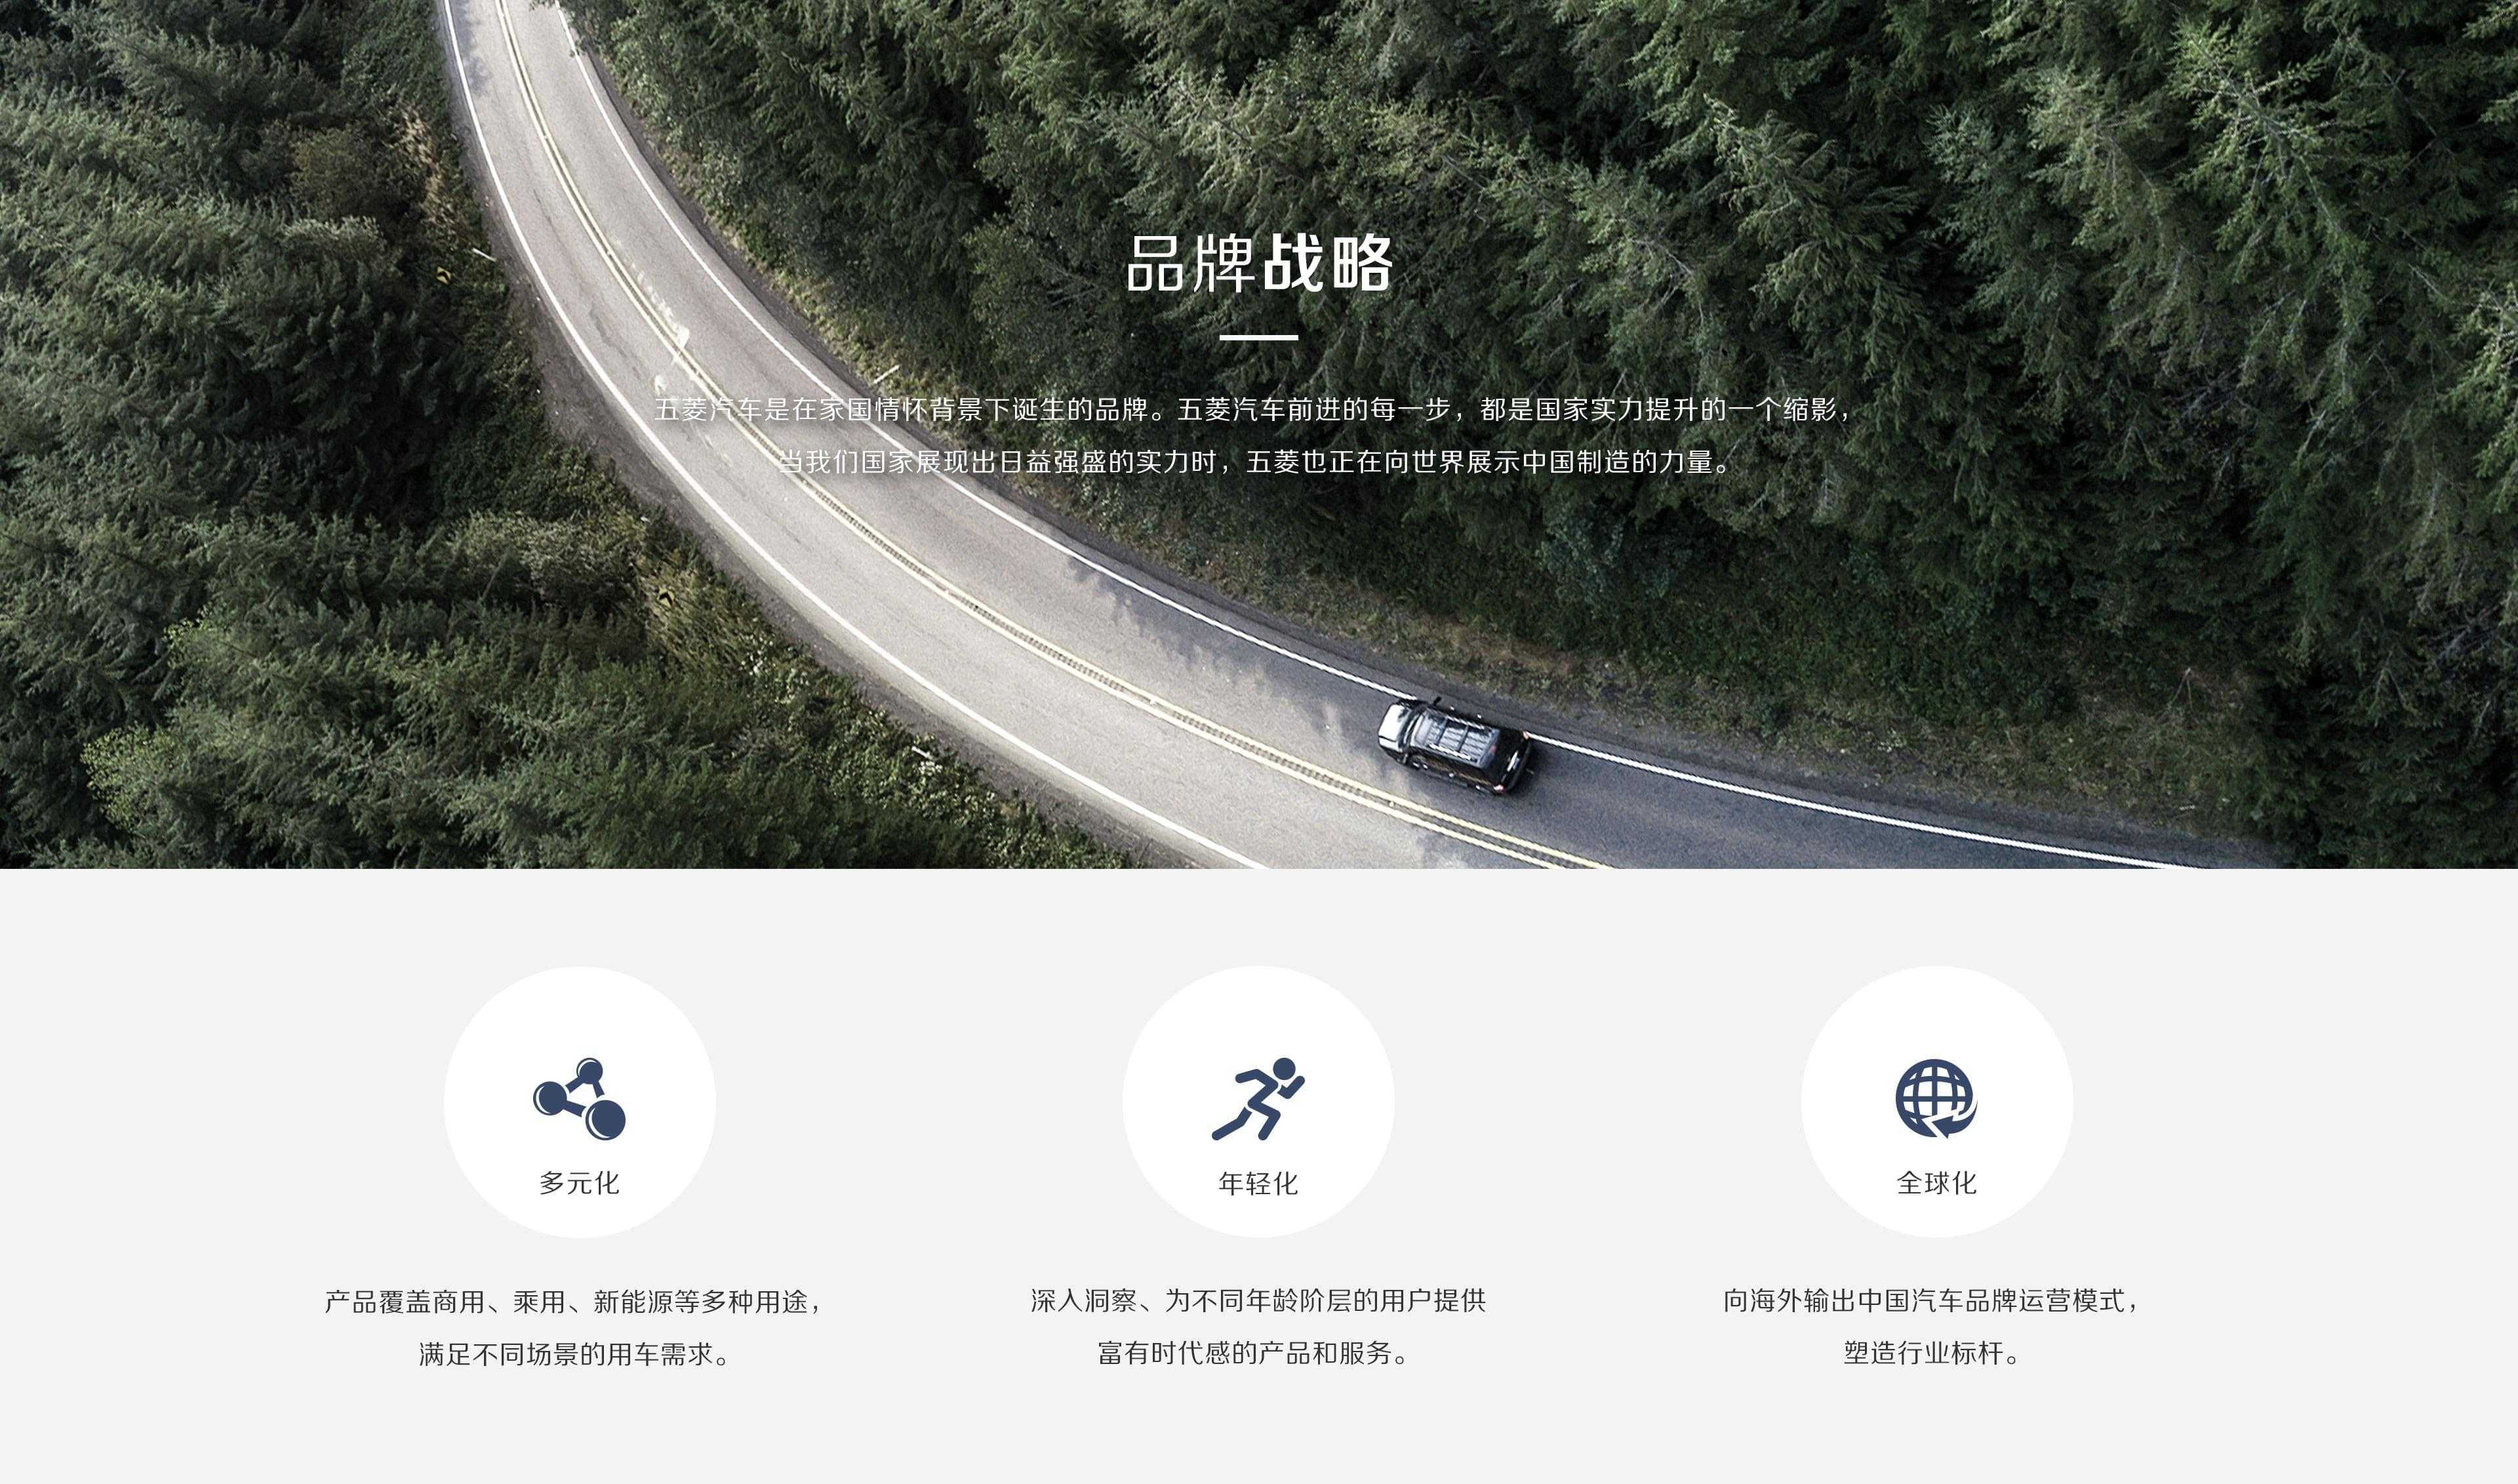 品牌战略
五菱汽车是在家国情怀背景下诞生的品牌。五菱汽车前进的每一步，都是国家实力提升的一个缩影，
当我们国家展现出日益强盛的实力时，五菱也正在向世界展示中国制造的力量。
多元化
年轻化
全球化
产品覆盖商用、乘用、新能源等多种用途，
满足不同场景的用车需求。
深入洞察、为不同年龄阶层的用户提供
富有时代感的产品和服务。
向海外输出中国汽车品牌运营模式，
塑造行业标杆。